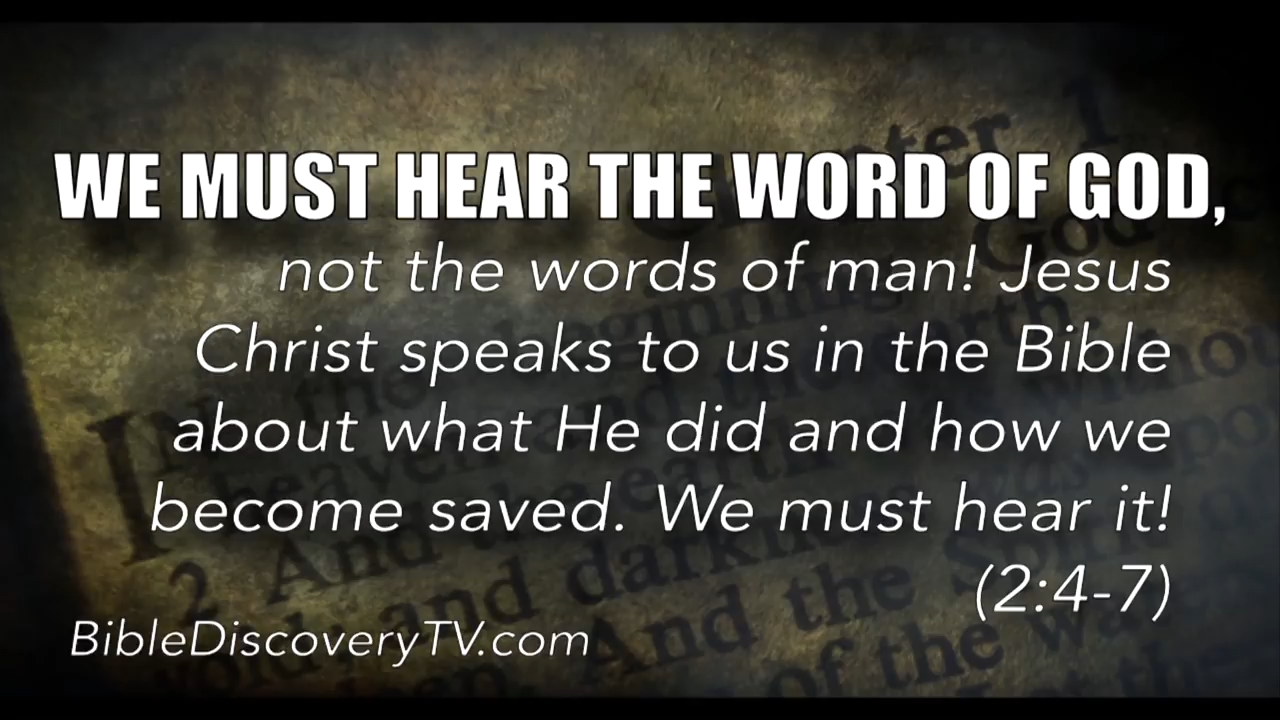 WE MUST HEAR THE WORD OF GOD,
not the words of man! Jesus
Christ speaks to us in the Bible
about what He did and how we
become saved. We must hear it!
(2:4-7)
BibleDiscoveryTV.com